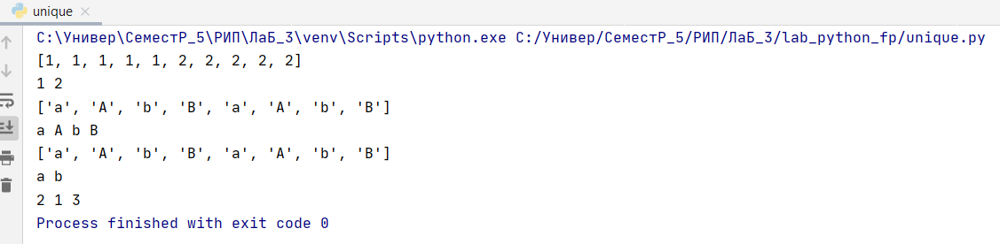 unique
C:\Универ\СеместР_5\РИП\ЛаБ_3\venv\Scripts\python.exe C:/Универ/СеместР_5/РИП/ЛаБ_3/lab_python_fp/unique.py
[1, 1, 1, 1, 1, 2, 2, 2, 2, 2]
1 2
['a', 'A', 'b', 'B', 'a', 'A', 'b', 'B']
a A b B
['a', 'A', 'b', 'B', 'a', 'A', 'b', 'B']
a b
2 1 3
Process finished with exit code 0